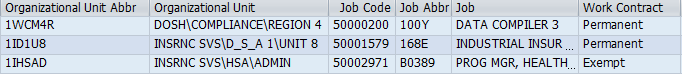 Organizational Unit Abbr Organizational Unit Job Code Job Abbr Job Work Contract
1WCM4R DOSH\COMPLIANCE\REGION 4 50000200 100Y DATA COMPILER 3 Permanent
1ID1U8 INSRNC SVS\D_S_A 1\UNIT 8 50001579 168E INDUSTRIAL INSUR ... Permanent
1IHSAD INSRNC SVS\HSA\ADMIN 50002971 B0389 PROG MGR, HEALTH... Exempt